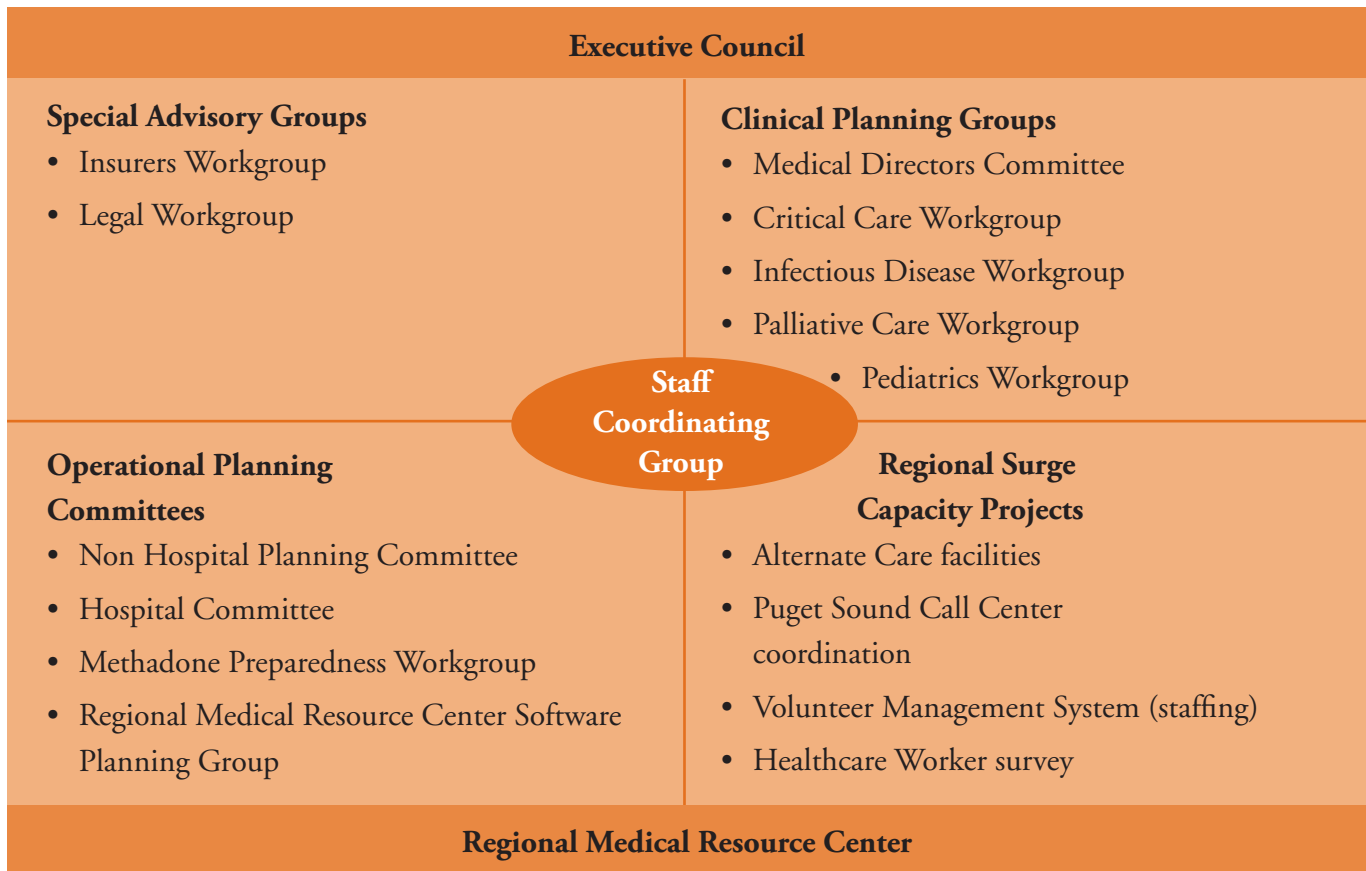 Executive Council
Special Advisory Groups
• Insurers Workgroup
• Legal Workgroup
Clinical Planning Groups
• Medical Directors Committee
• Critical Care Workgroup
• Infectious Disease Workgroup
• Palliative Care Workgroup
• Pediatrics Workgroup
Staff
Coordinating
Group
Operational Planning
Committees
• Non Hospital Planning Committee
• Hospital Committee
• Methadone Preparedness Workgroup
• Regional Medical Resource Center Software
Planning Group
Regional Surge
Capacity Projects
• Alternate Care facilities
• Puget Sound Call Center
coordination
• Volunteer Management System (staffing)
• Healthcare Worker survey
Regional Medical Resource Center